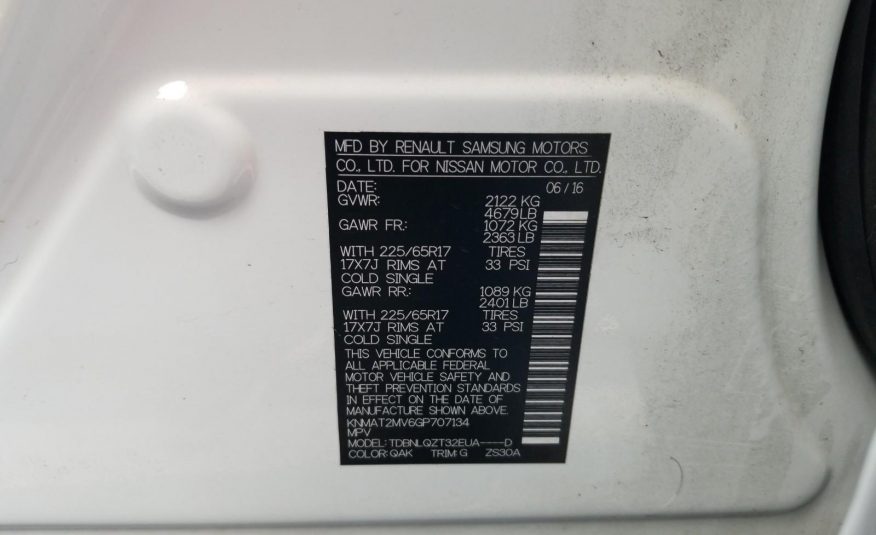 MFD BY RENAULT SAMSUNG MOTORS
CO., LTD. FOR NISSAN MOTOR CO., LTD.
DATE: 06/16
GVWR: 2122 KG
4679 LB
GAWR FR.: 1072 KG
2363 LB
WITH 225/65R17 TIRES
17X7J RIMS AT 33 PSI
COLD SINGLE
GAWR RR.: 1089 KG
2401 LB
WITH 225/65R17 TIRES
17X7J RIMS AT 33 PSI
COLD SINGLE
THIS VEHICLE CONFORMS TO
ALL APPLICABLE FEDERAL
MOTOR VEHICLE SAFETY AND
THEFT PREVENTION STANDARDS
IN EFFECT ON THE DATE OF
MANUFACTURE SHOWN ABOVE.
KNMAT2MV6GP707134
MPV
MODEL: TDBNLQZT32EUA----D
COLOR: QAK TRIM: G ZS30A